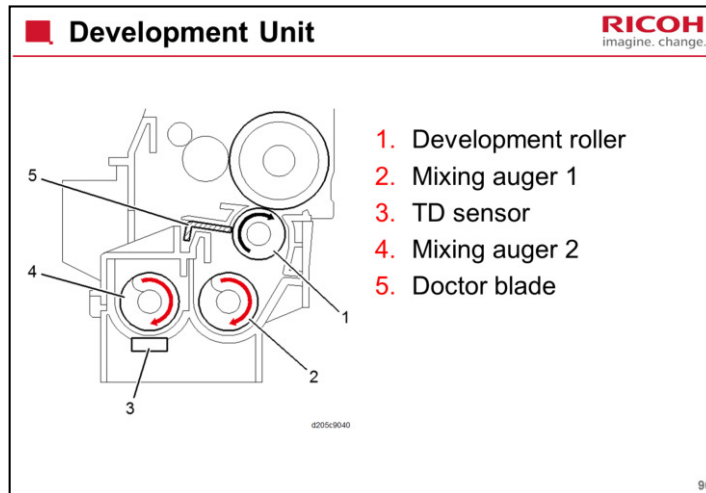 Development Unit
RICOH
imagine. change.
1. Development roller
2. Mixing auger 1
3. TD sensor
4. Mixing auger 2
5. Doctor blade
5
4
1
2
3
d205c9040